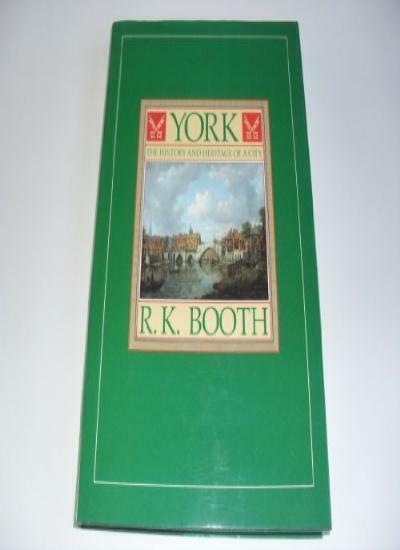 YORK
THE HISTORY AND HERITAGE OF A CITY
R. K. BOOTH